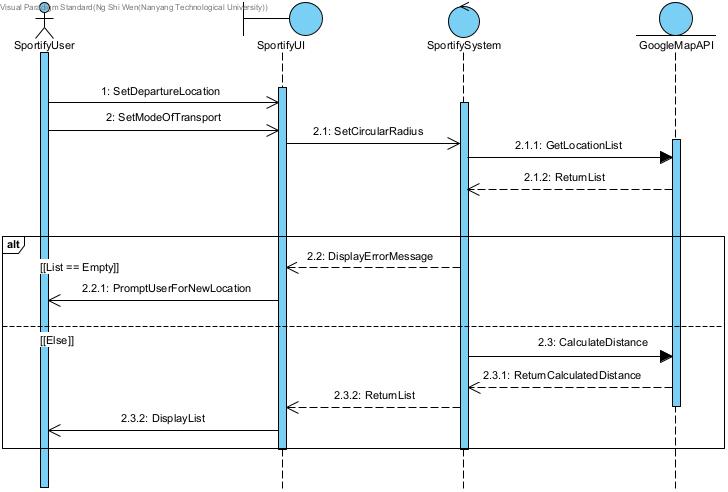 Visual Paradigm Standard(Ng Shi Wen(Nanyang Technological University))
SportifyUser
SportifyUI
SportifySystem
GoogleMapAPI
1: SetDepartureLocation
2: SetModeOfTransport
2.1: SetCircularRadius
2.1.1: GetLocationList
2.1.2: ReturnList
alt
2.2: DisplayErrorMessage
[[List == Empty]]
2.2.1: PromptUserForNewLocation
[[Else]]
2.3: CalculateDistance
2.3.1: ReturnCalculatedDistance
2.3.2: ReturnList
2.3.2: DisplayList